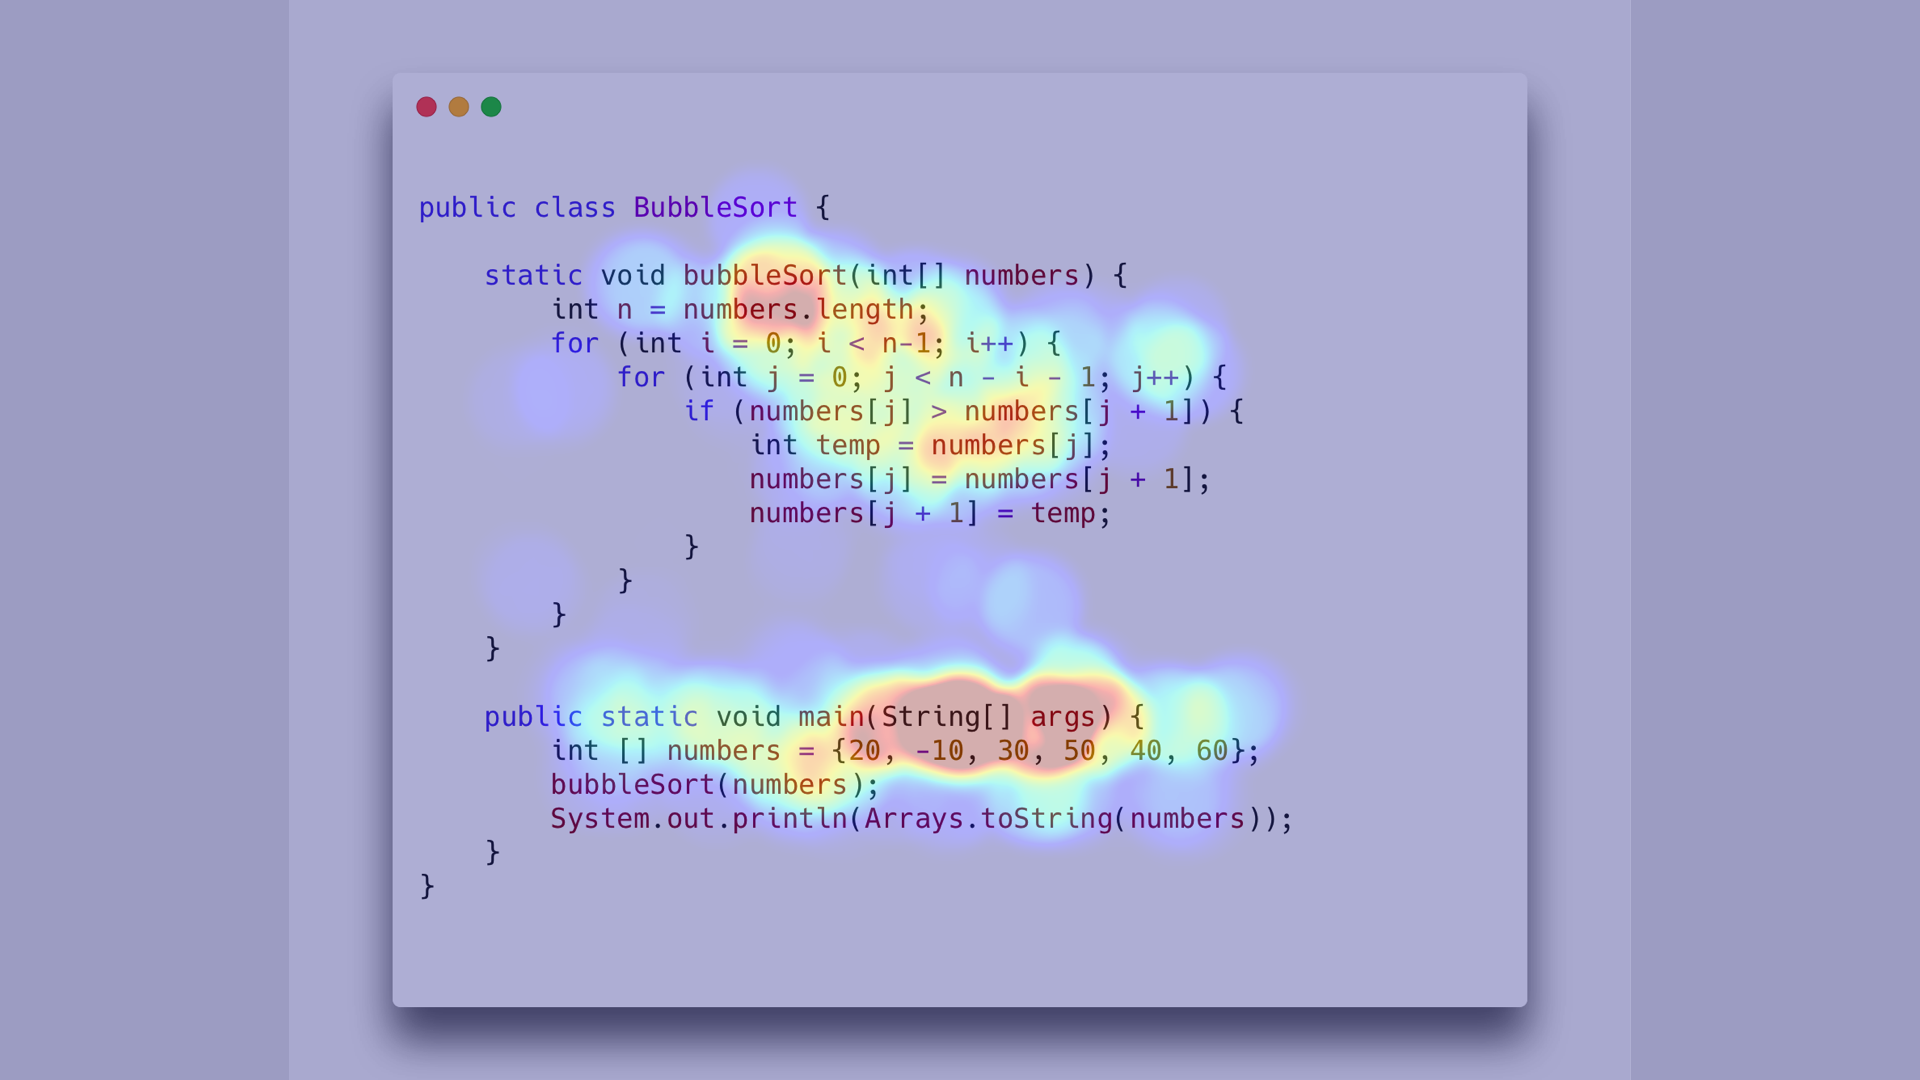 public class BubbleSort {
static void bubbleSort(int[] numbers) {
int n = numbers.length;
for (int i = 0; i < n-1; i++) {
for (int j = 0; j < n - i - 1; j++) {
if (numbers[j] > numbers[j + 1]) {
int temp = numbers[j];
numbers[j] = numbers[j + 1];
numbers[j + 1] = temp;
}
}
}
}
public static void main(String[] args) {
int [] numbers = {20, -10, 30, 50, 40, 60};
bubbleSort(numbers);
System.out.println(Arrays.toString(numbers));
}
}